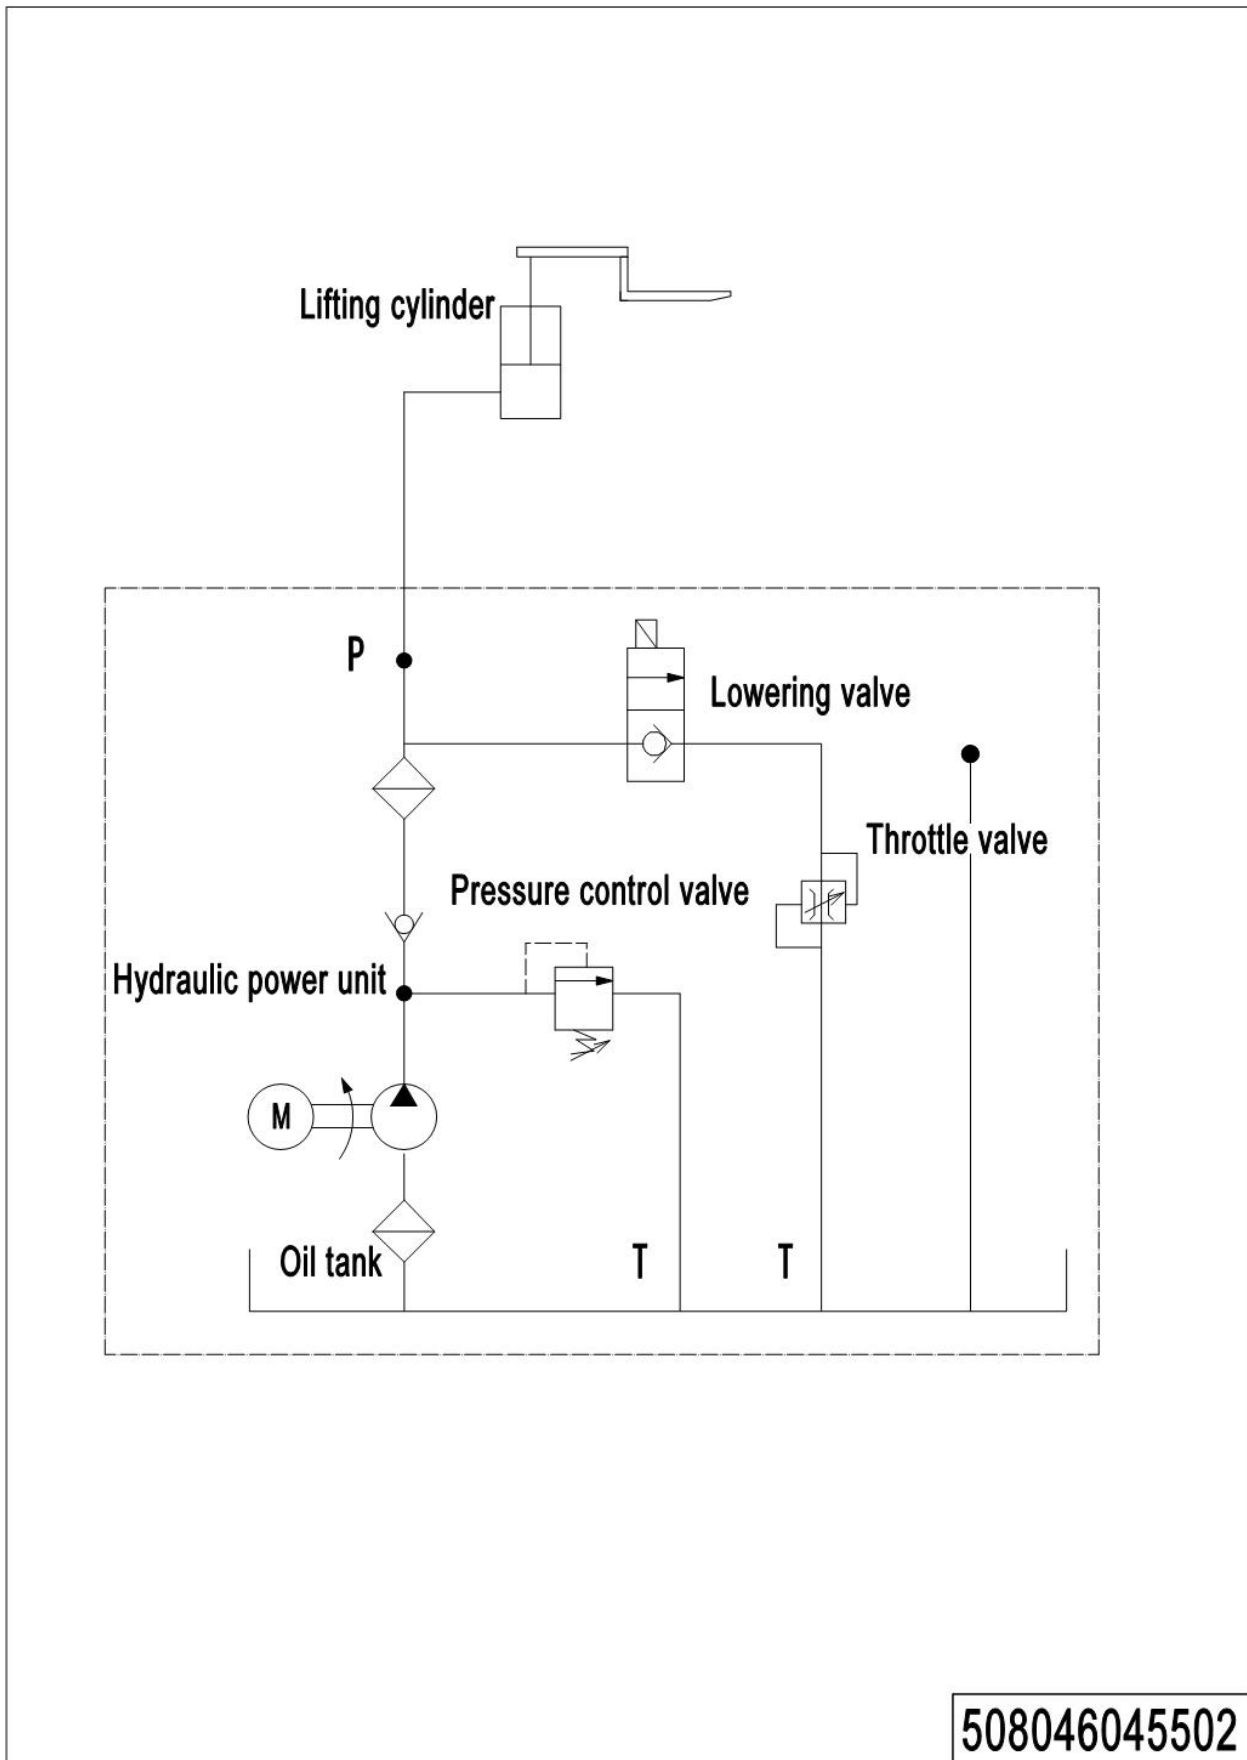 Lifting cylinder
P
Lowering valve
Throttle valve
Pressure control valve
Hydraulic power unit
M
Oil tank
T
T
508046045502